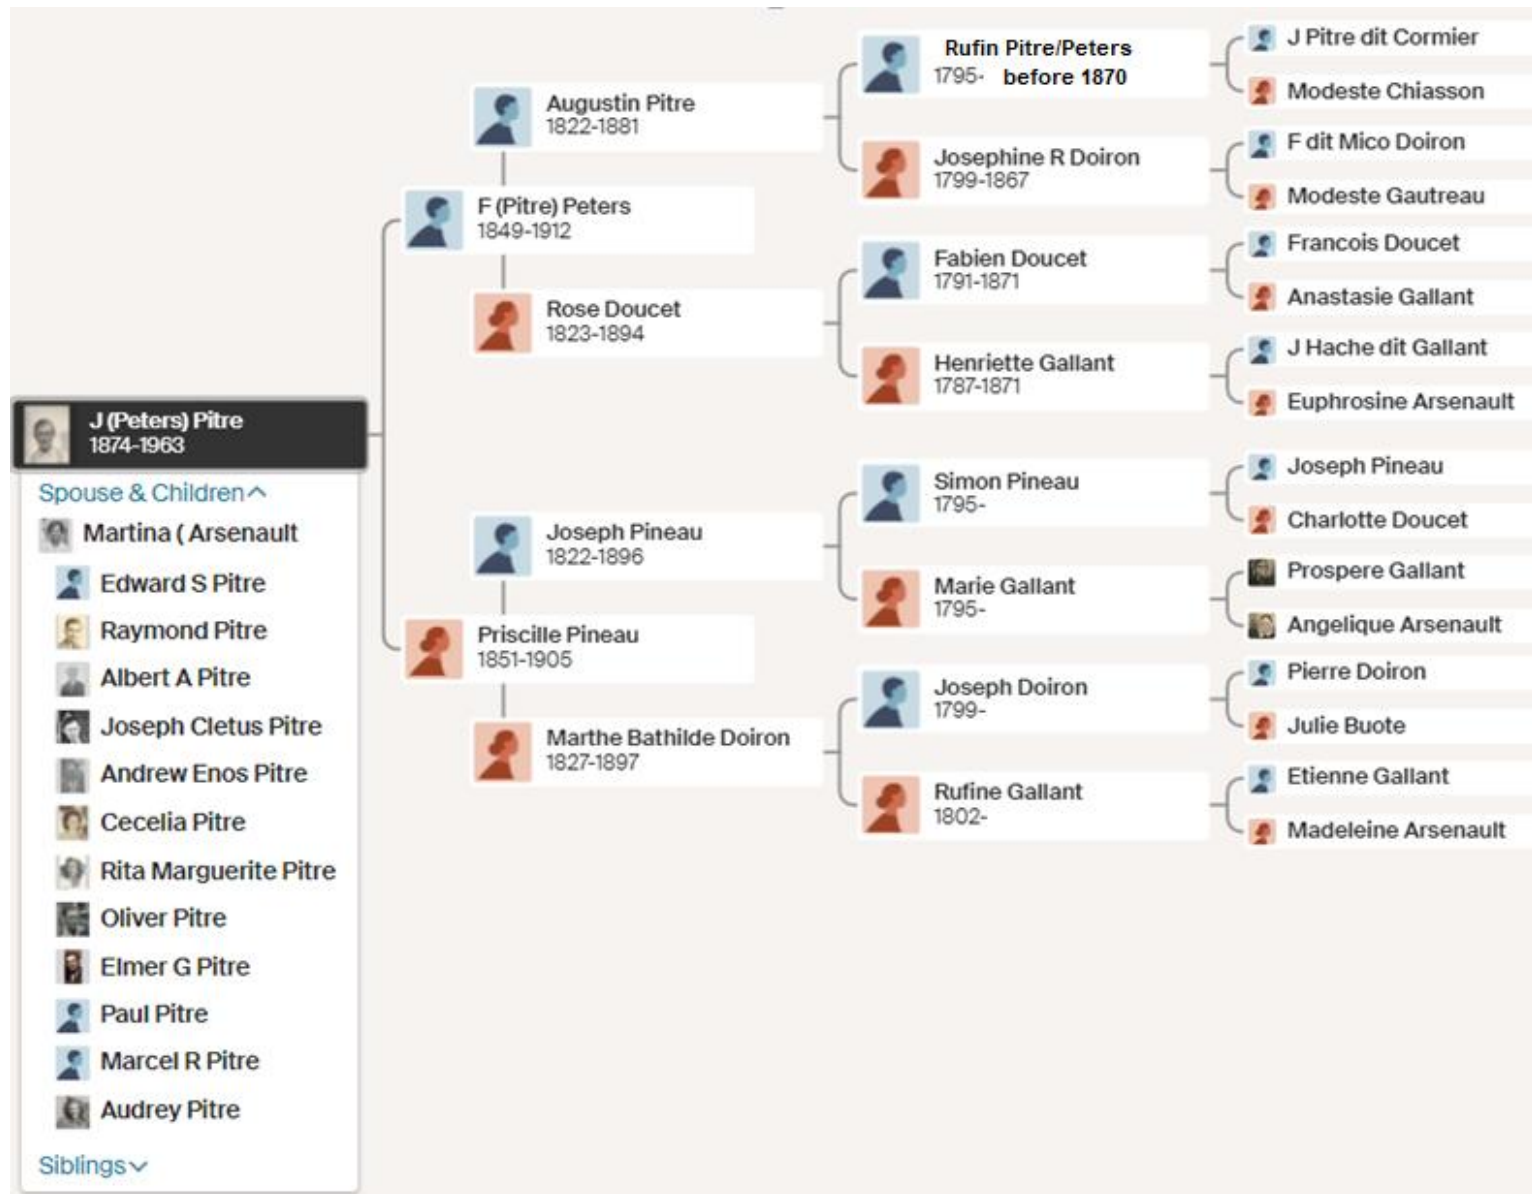 Rufin Pitre/Peters
1795- before 1870
J Pitre dit Cormier
Modeste Chiasson
Augustin Pitre
1822-1881
Josephine R Doiron
1799-1867
F dit Mico Doiron
Modeste Gautreau
F (Pitre) Peters
1849-1912
Fabien Doucet
1791-1871
Francois Doucet
Anastasie Gallant
Rose Doucet
1823-1894
Henriette Gallant
1787-1871
J Hache dit Gallant
Euphrosine Arsenault
J (Peters) Pitre
1874-1963
Spouse & Children
Martina ( Arsenault
Edward S Pitre
Raymond Pitre
Albert A Pitre
Joseph Cletus Pitre
Andrew Enos Pitre
Cecelia Pitre
Rita Marguerite Pitre
Oliver Pitre
Elmer G Pitre
Paul Pitre
Marcel R Pitre
Audrey Pitre
Siblings
Simon Pineau
1795-
Joseph Pineau
Charlotte Doucet
Joseph Pineau
1822-1896
Marie Gallant
1795-
Prospere Gallant
Angelique Arsenault
Priscille Pineau
1851-1905
Joseph Doiron
1799-
Pierre Doiron
Julie Buote
Marthe Bathilde Doiron
1827-1897
Rufine Gallant
1802-
Etienne Gallant
Madeleine Arsenault